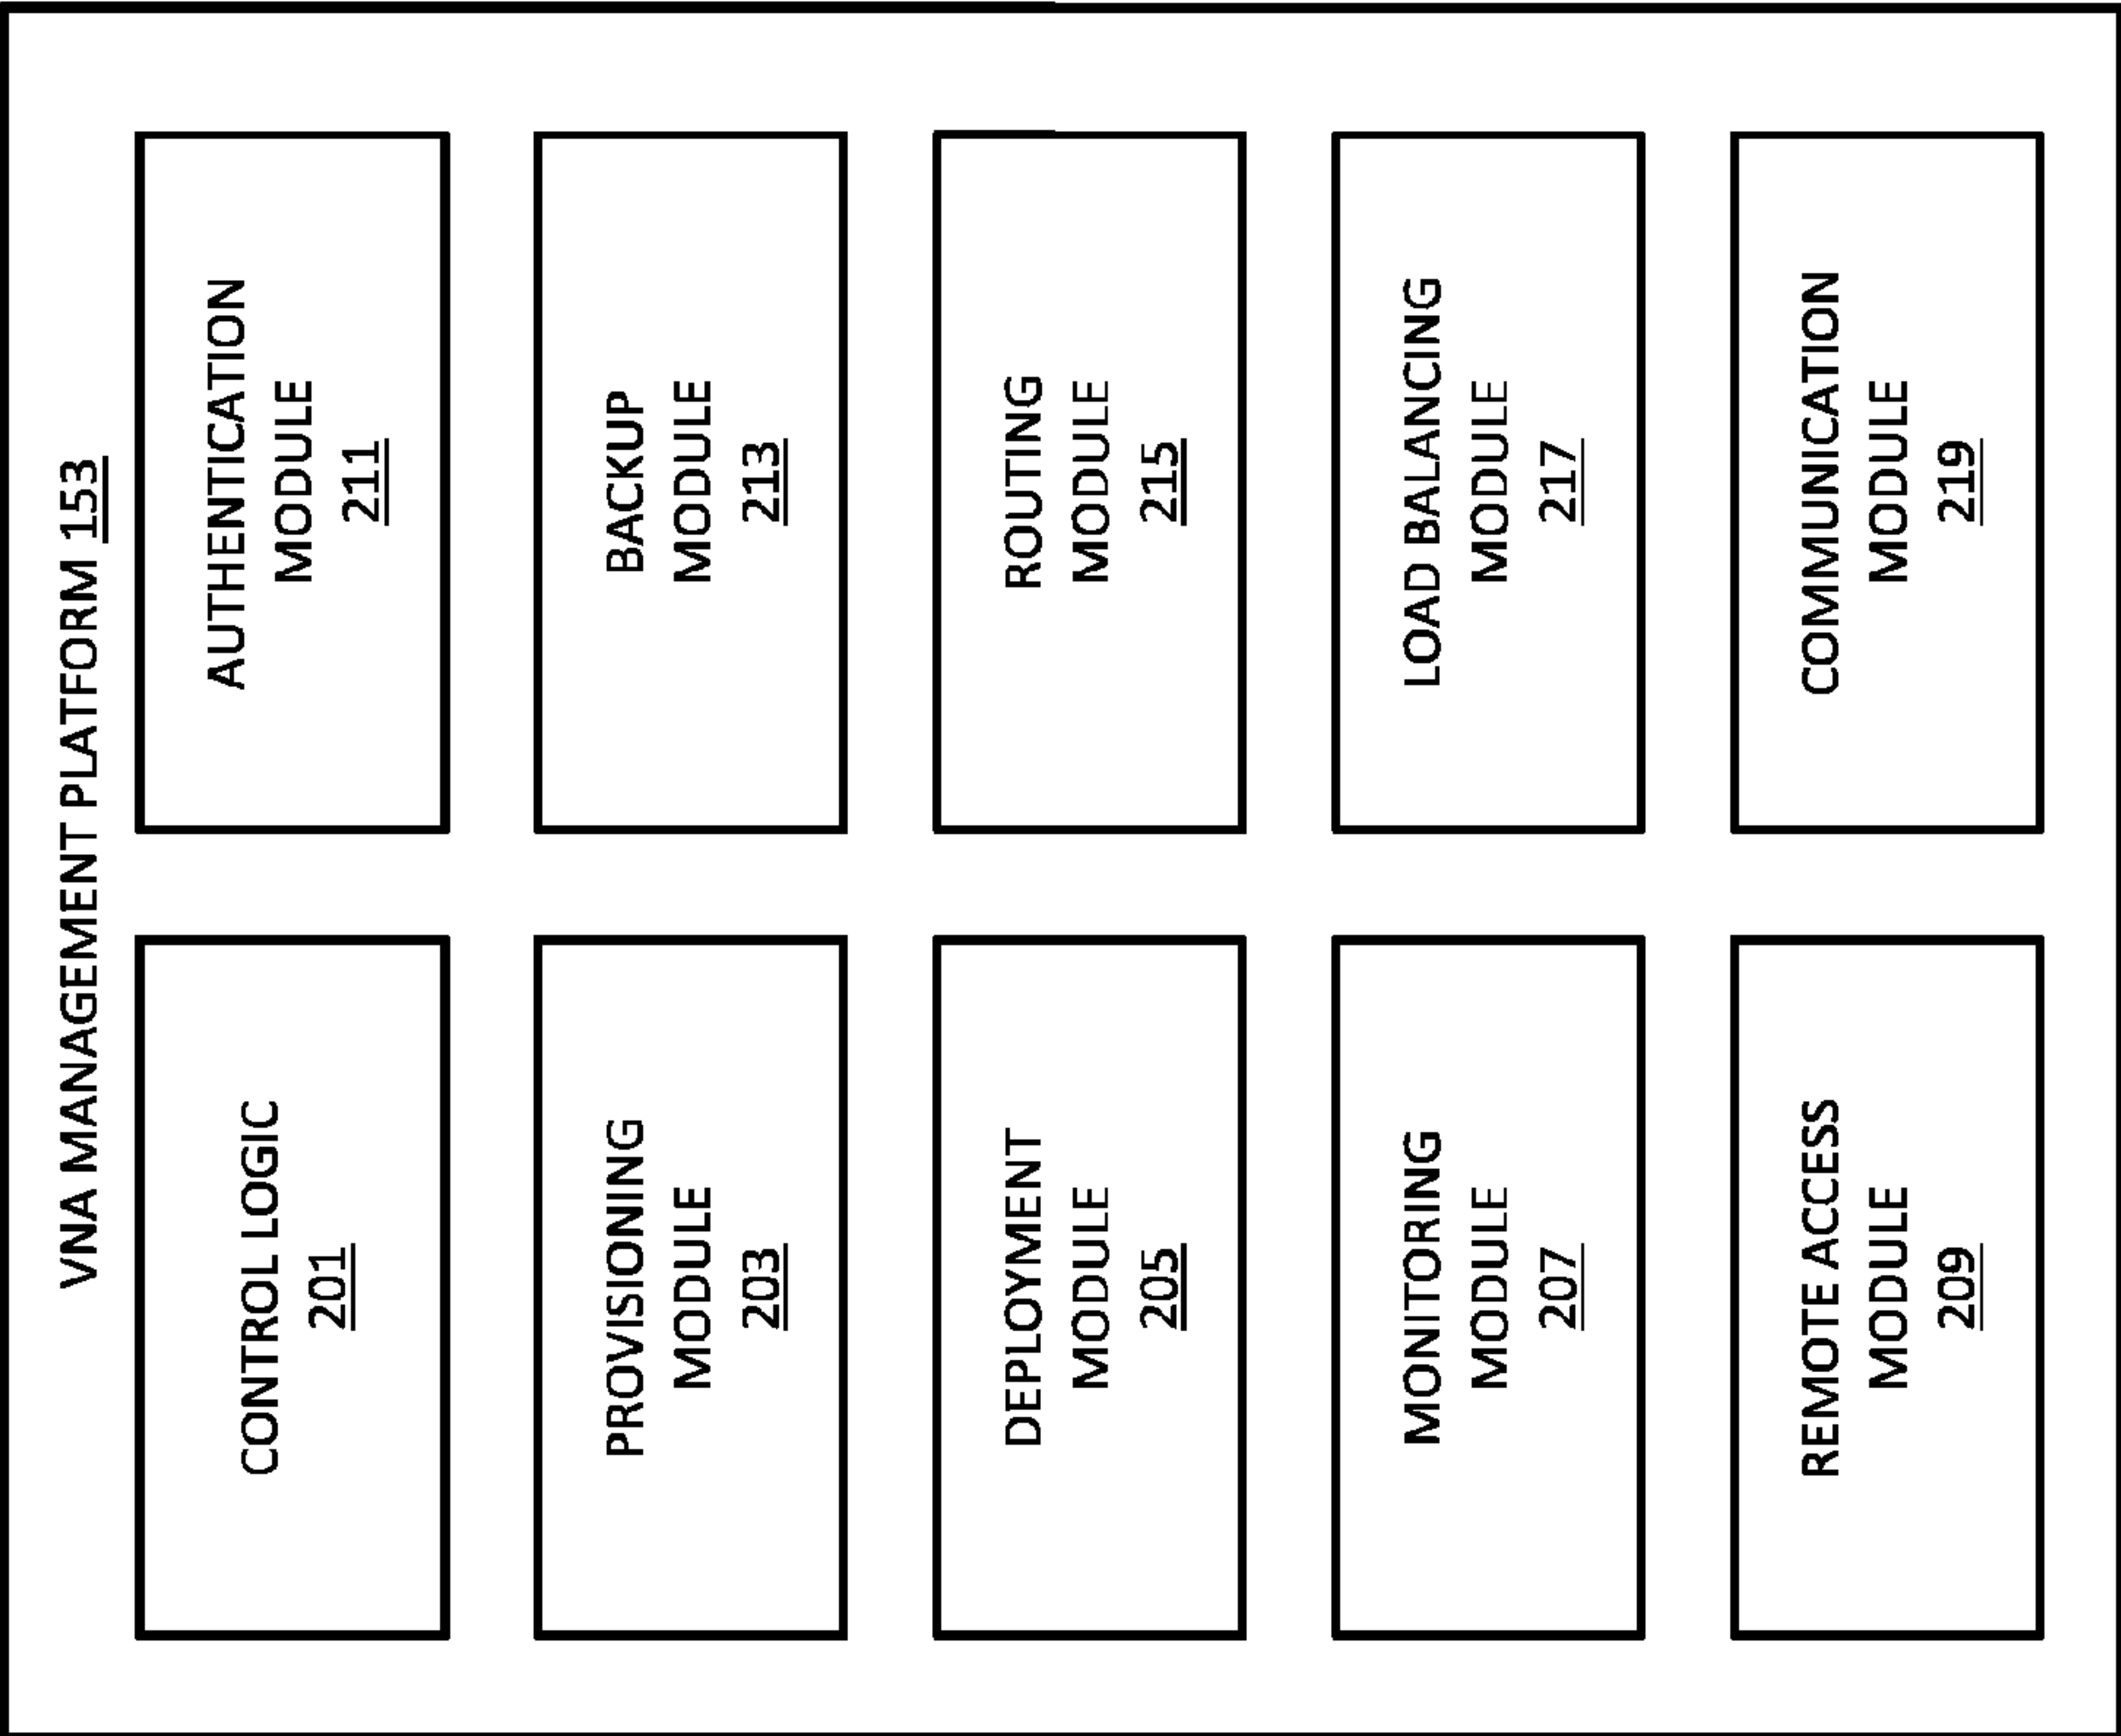 VNA MANAGEMENT PLATFORM 153
CONTROL LOGIC
201
PROVISIONING
MODULE
203
DEPLOYMENT
MODULE
205
MONITORING
MODULE
207
REMOTE ACCESS
MODULE
209
AUTHENTICATION
MODULE
211
BACKUP
MODULE
213
ROUTING
MODULE
215
LOAD BALANCING
MODULE
217
COMMUNICATION
MODULE
219